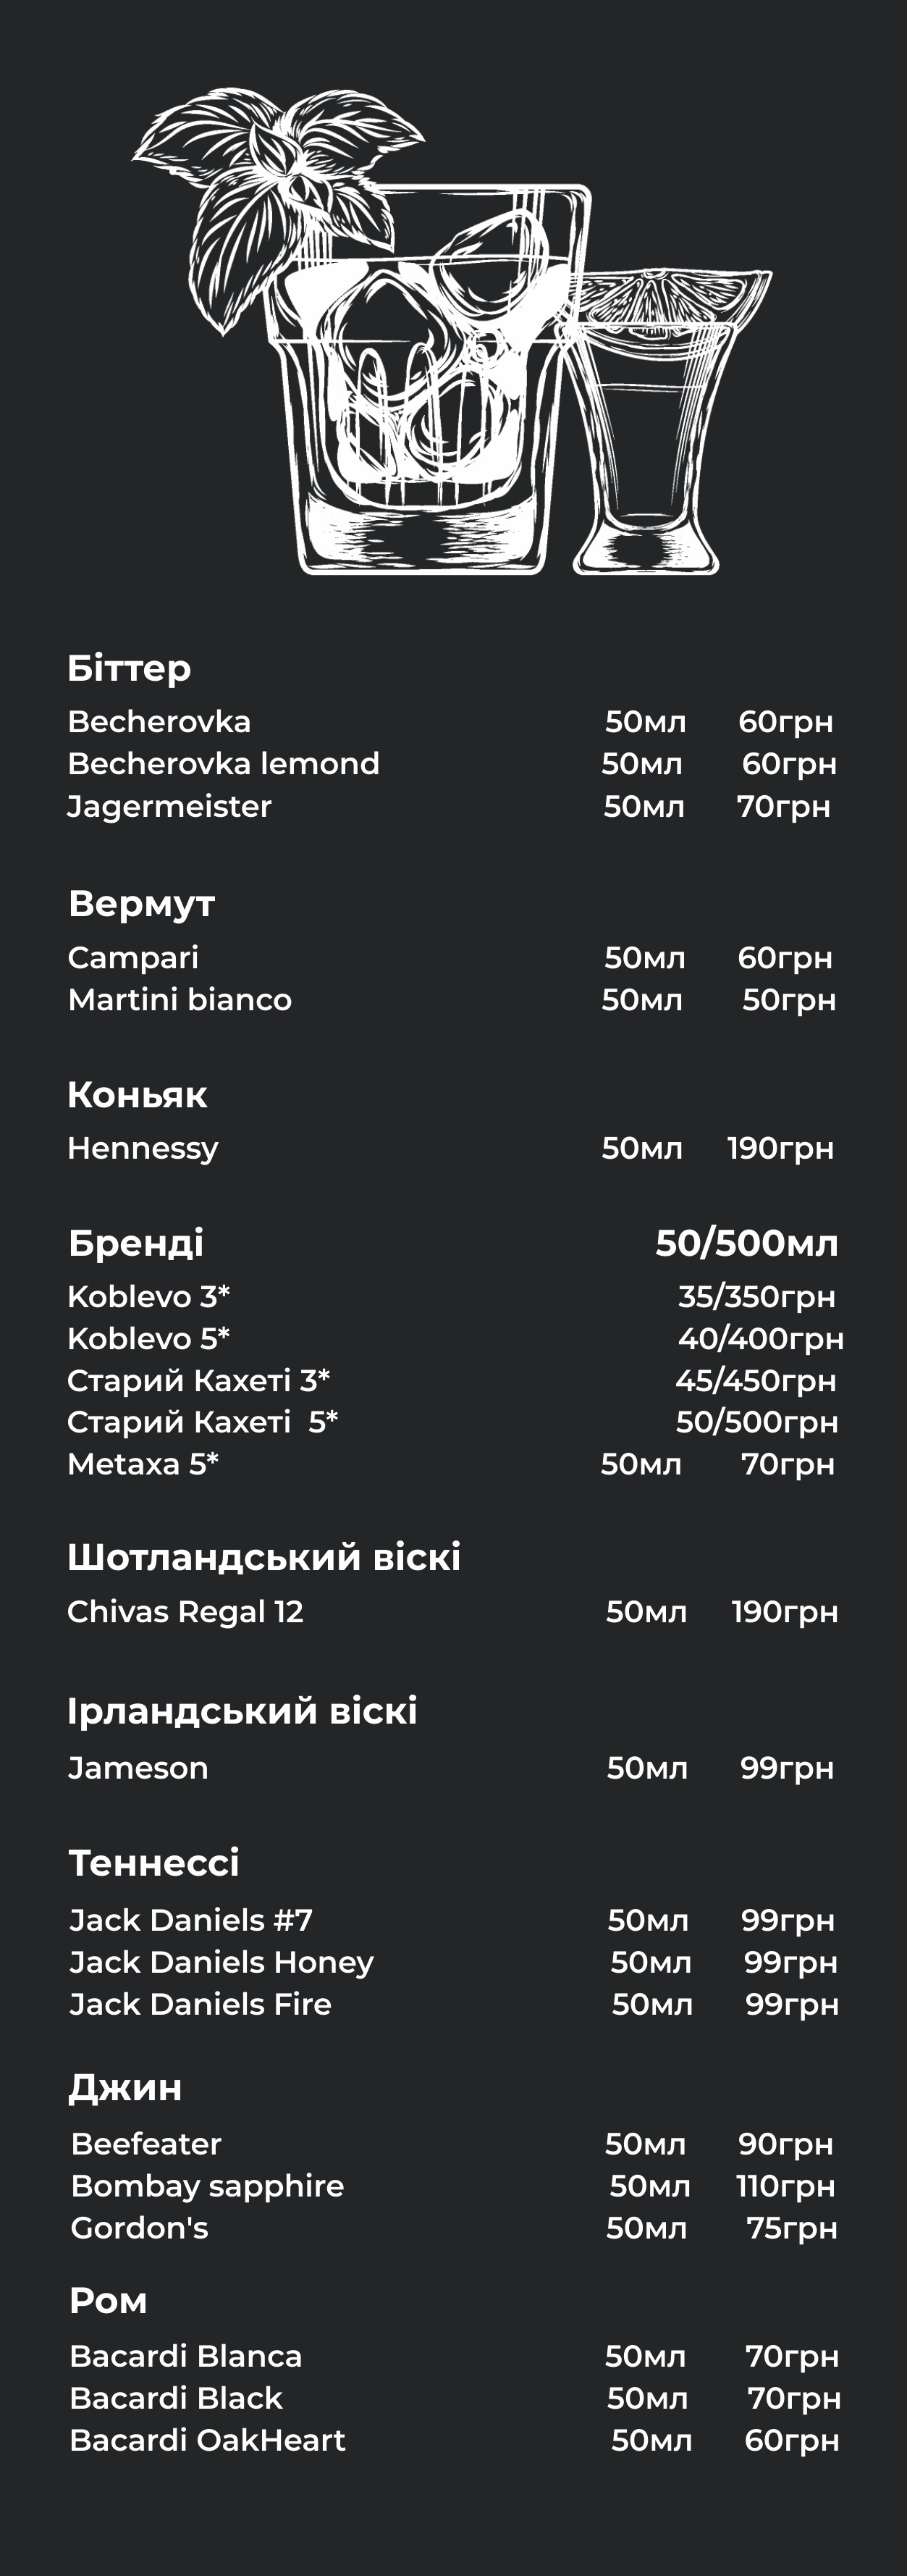 Біттер
Becherovka 50мл 60грн
Becherovka lemond 50мл 60грн
Jagermeister 50мл 70грн
Вермут
Campari 50мл 60грн
Martini bianco 50мл 50грн
Коньяк
Hennessy 50мл 190грн
Бренді 50/500мл
Koblevo 3* 35/350грн
Koblevo 5* 40/400грн
Старий Кахеті 3* 45/450грн
Старий Кахеті 5* 50/500грн
Metaxa 5* 50мл 70грн
Шотландський віскі
Chivas Regal 12 50мл 190грн
Ірландський віскі
Jameson 50мл 99грн
Теннессі
Jack Daniels #7 50мл 99грн
Jack Daniels Honey 50мл 99грн
Jack Daniels Fire 50мл 99грн
Джин
Beefeater 50мл 90грн
Bombay sapphire 50мл 110грн
Gordon's 50мл 75грн
Ром
Bacardi Blanca 50мл 70грн
Bacardi Black 50мл 70грн
Bacardi OakHeart 50мл 60грн